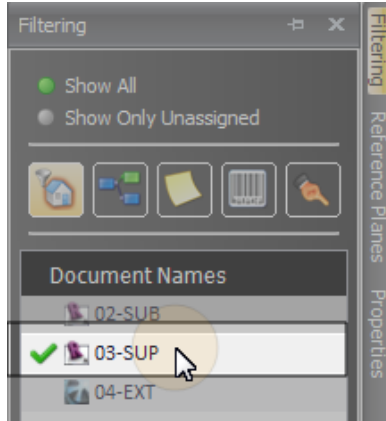 Filtering
Show All
Show Only Unassigned
Document Names
02-SUB
03-SUP
04-EXT
Filtering
Reference Planes
Properties